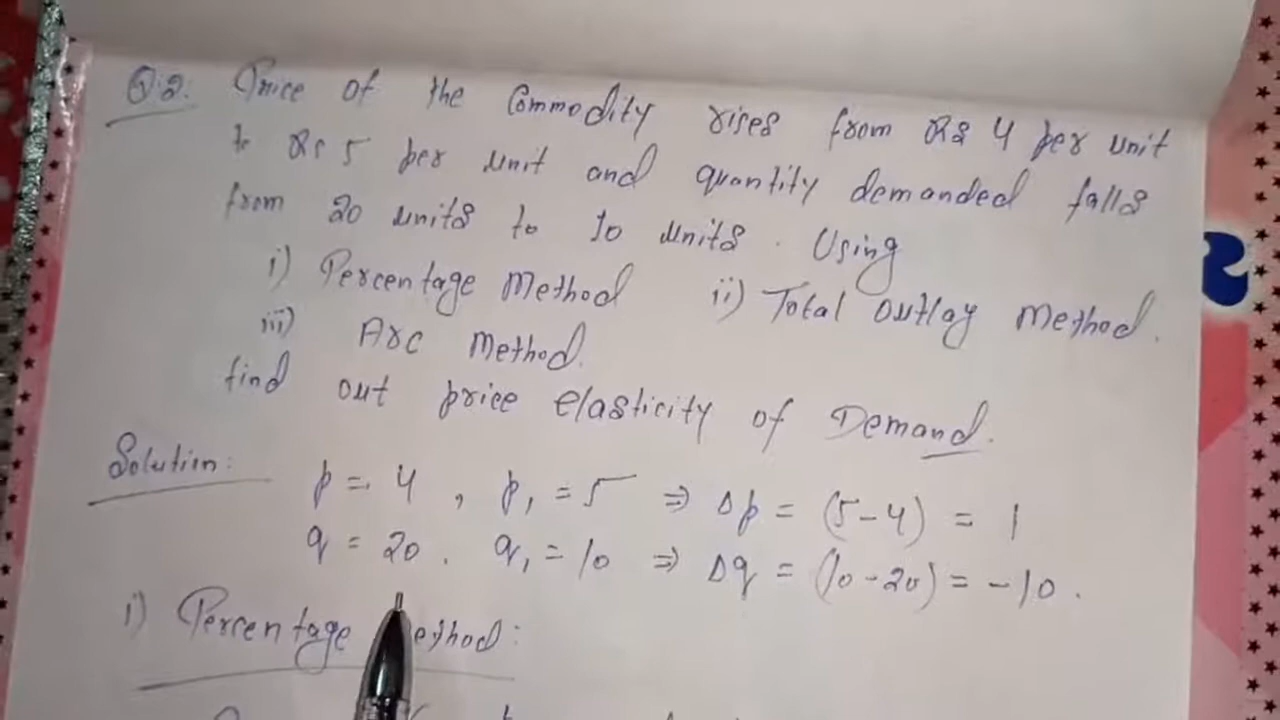 Q.2. Price of the Commodity rises from Rs 4 per unit
to Rs 5 per unit and quantity demanded falls
from 20 units to 10 units. Using
i) Percentage Method ii) Total outlay Method.
iii) Arc Method.
find out price elasticity of Demand.
Solution:
p = 4, p₁ = 5 ⇒ Δp = (5-4) = 1
q = 20. q₁ = 10 ⇒ Δq = (10-20) = -10.
i) Percentage Method:
2